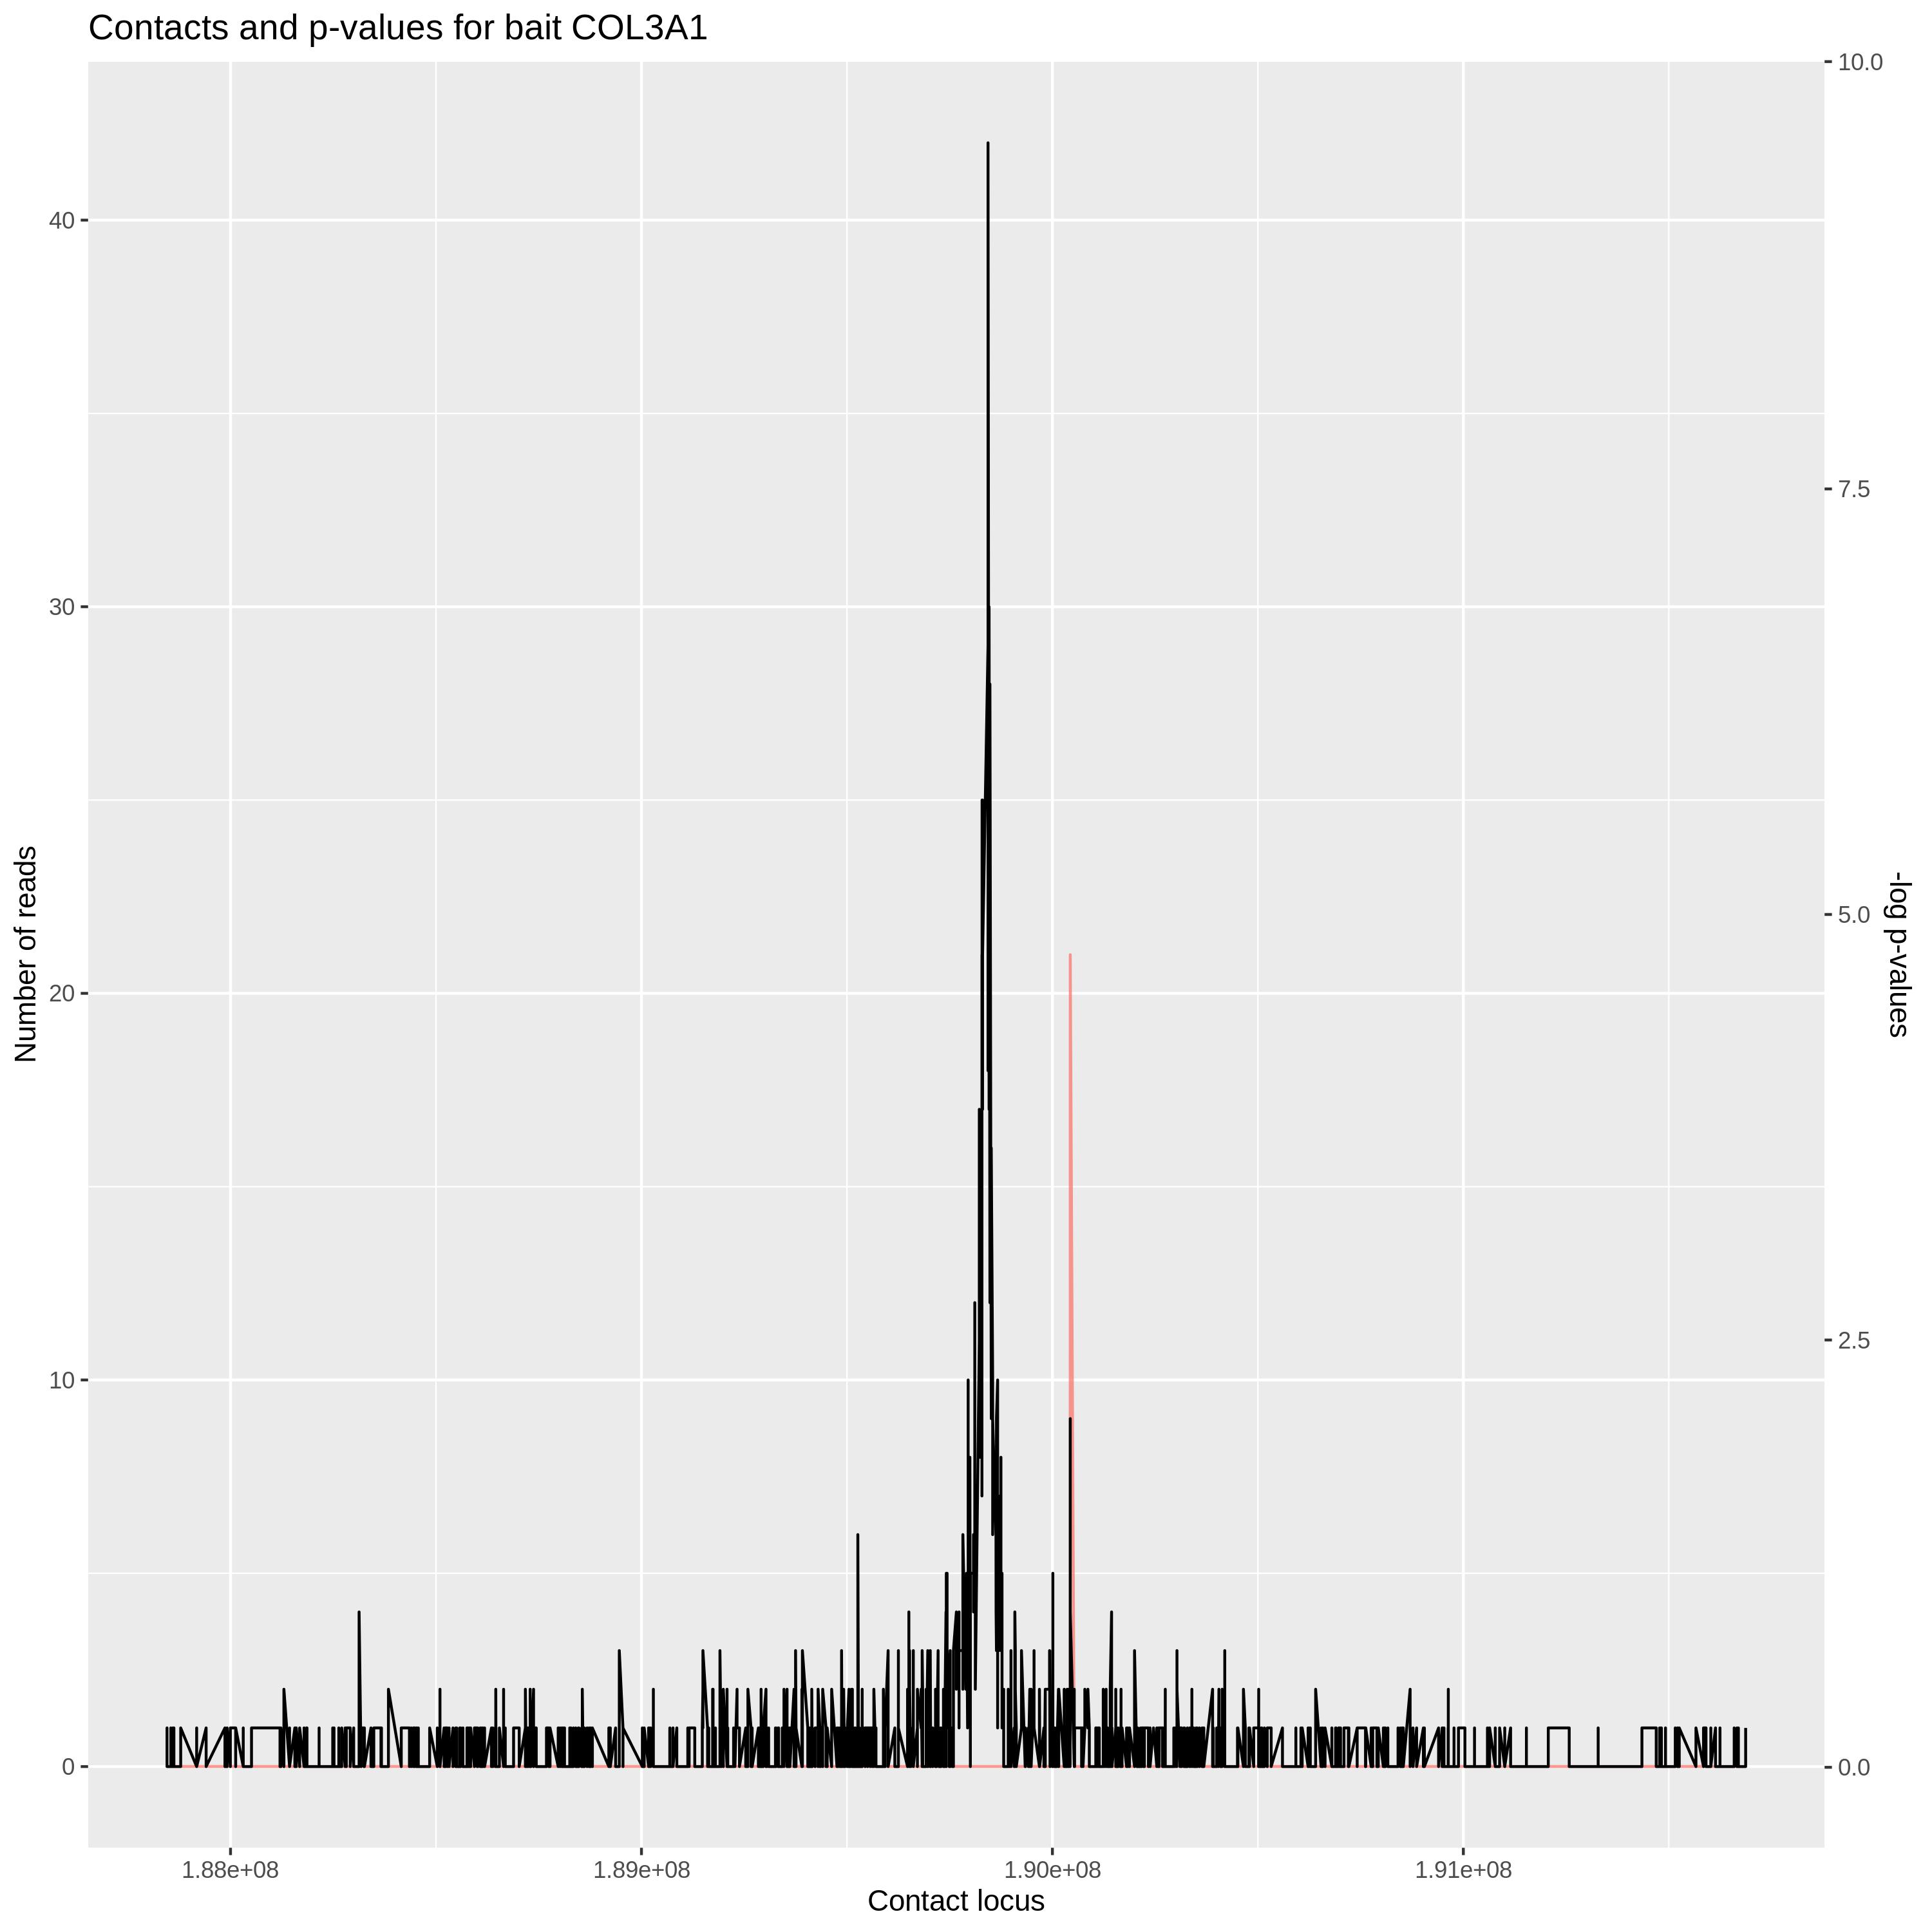 Contacts and p-values for bait COL3A1
10.0
40
7.5
30
Number of reads
5.0
-log p-values
20
2.5
10
0
0.0
1.88e+08
1.89e+08
1.90e+08
1.91e+08
Contact locus